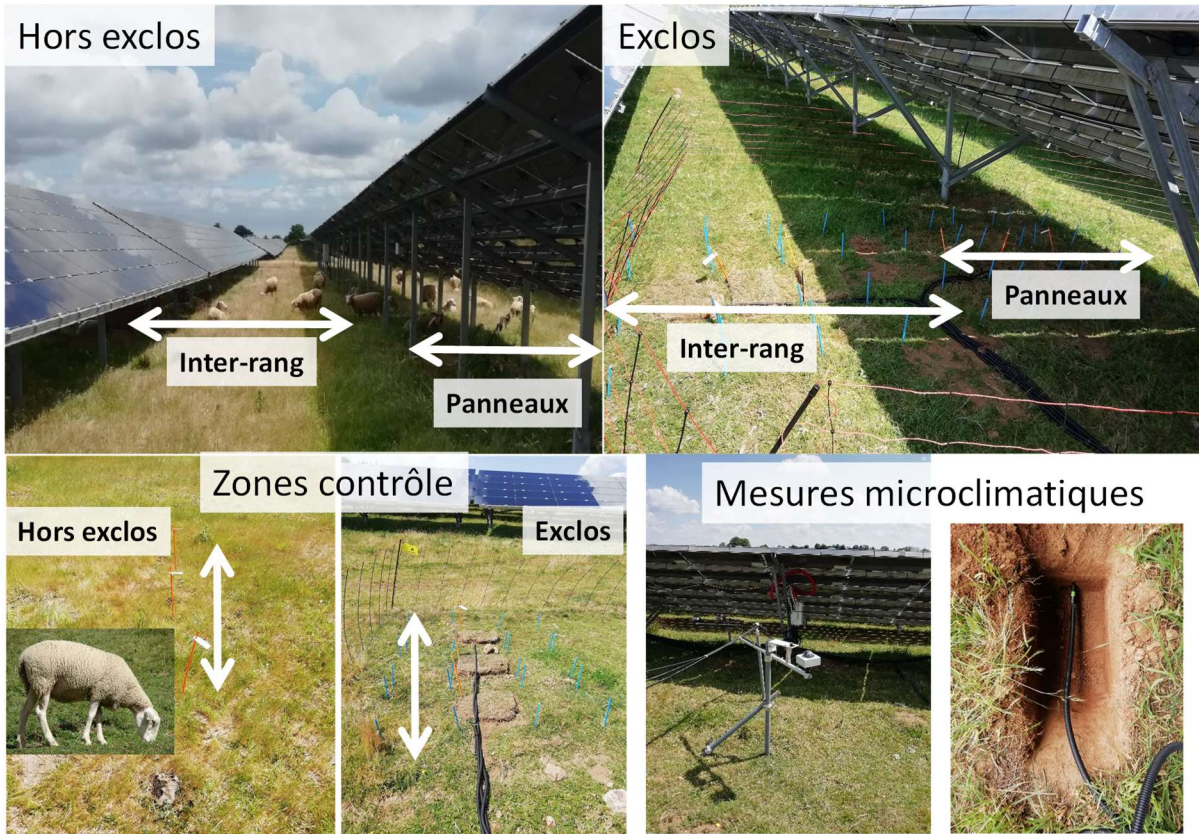 Hors exclos
Exclos
Inter-rang
Panneaux
Inter-rang
Panneaux
Zones contrôle
Hors exclos
Exclos
Mesures microclimatiques